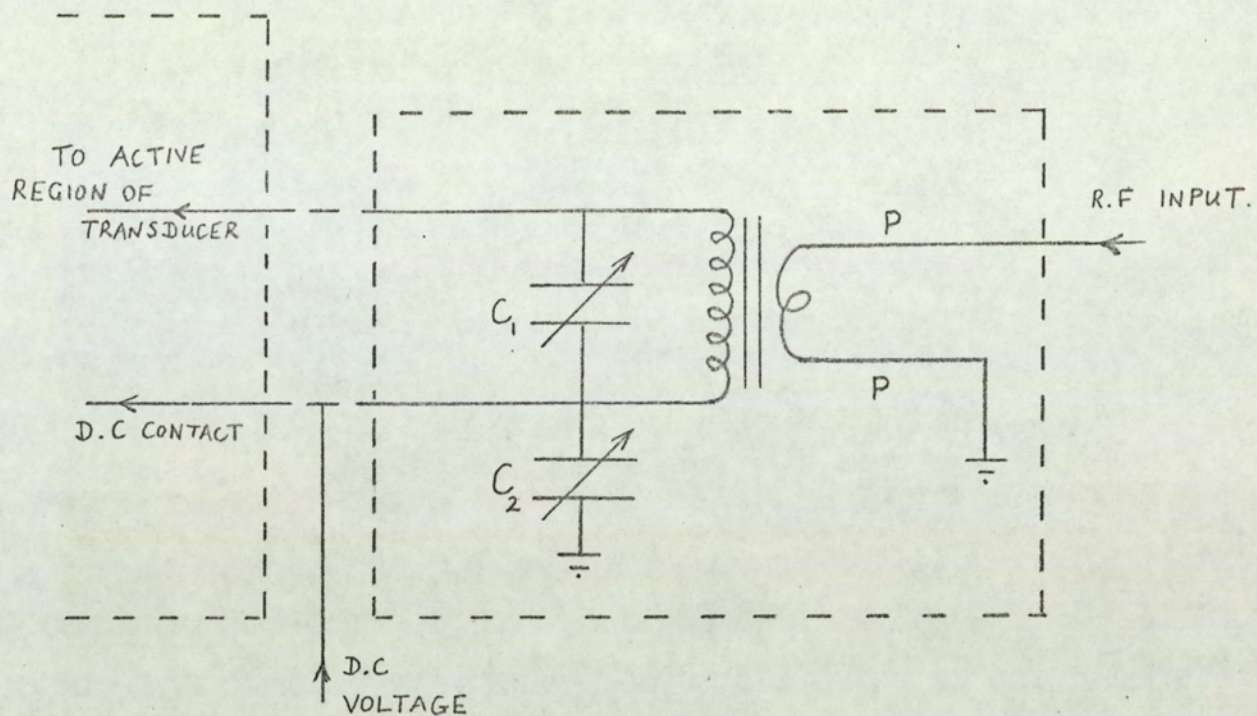 TO ACTIVE
REGION OF
TRANSDUCER
R.F INPUT.
P
C1
P
D.C CONTACT
C2
D.C
VOLTAGE